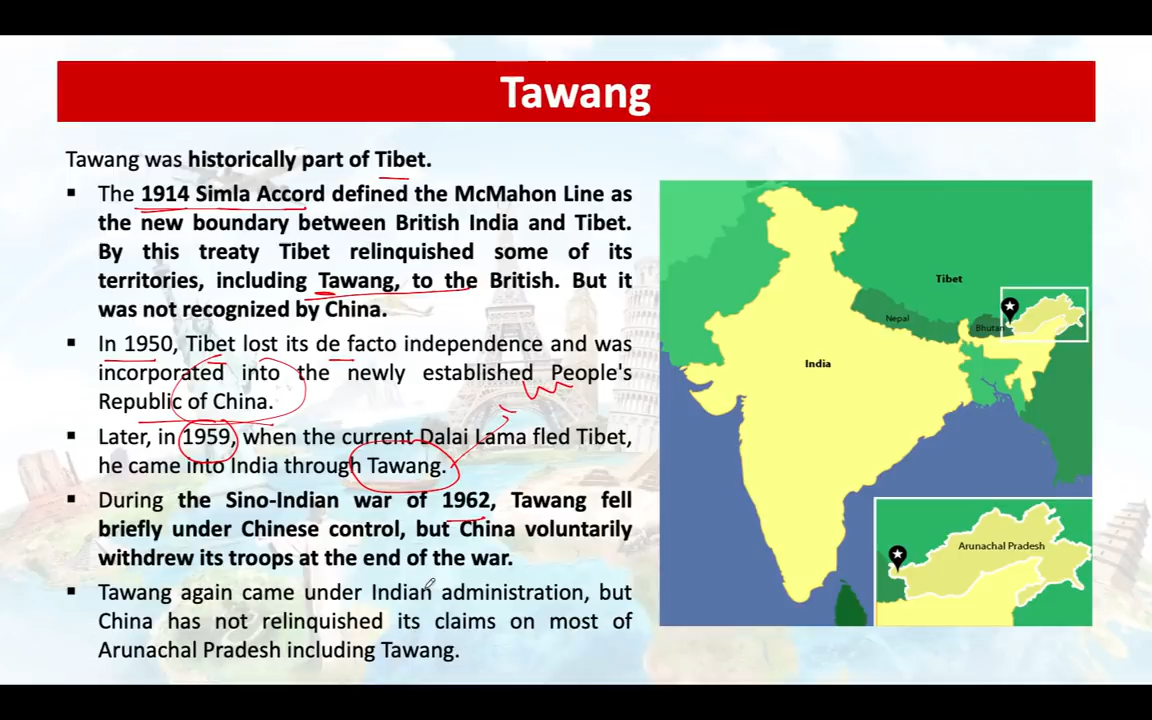 Tawang
Tawang was historically part of Tibet.
▪ The 1914 Simla Accord defined the McMahon Line as
the new boundary between British India and Tibet.
By this treaty Tibet relinquished some of its
territories, including Tawang, to the British. But it
was not recognized by China.
▪ In 1950, Tibet lost its de facto independence and was
incorporated into the newly established People's
Republic of China.
▪ Later, in 1959, when the current Dalai Lama fled Tibet,
he came into India through Tawang.
▪ During the Sino-Indian war of 1962, Tawang fell
briefly under Chinese control, but China voluntarily
withdrew its troops at the end of the war.
▪ Tawang again came under Indian administration, but
China has not relinquished its claims on most of
Arunachal Pradesh including Tawang.
Tibet
Nepal
Bhutan
India
Arunachal Pradesh